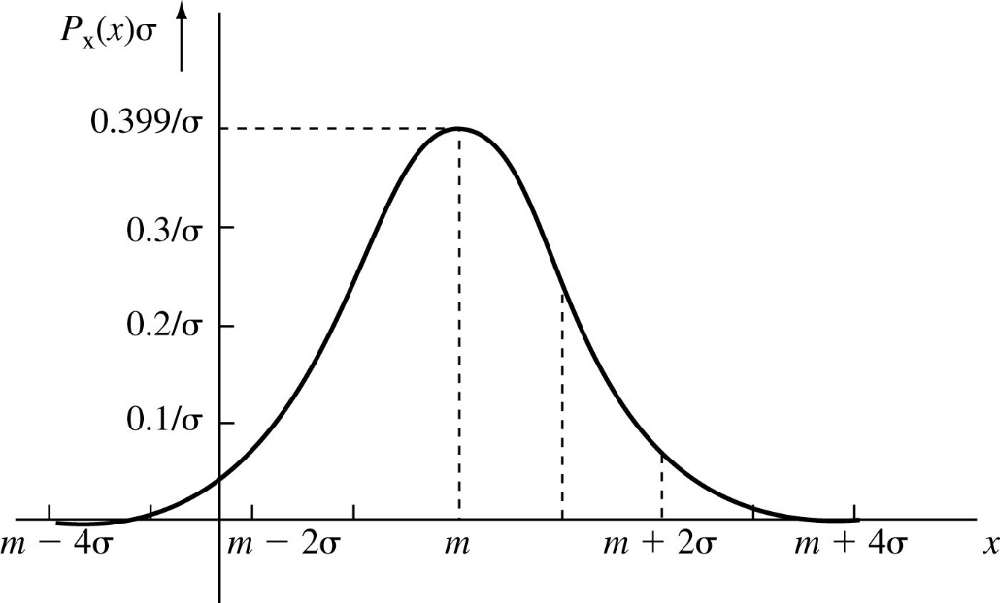 Pₓ(x)σ
0.399/σ
0.3/σ
0.2/σ
0.1/σ
m − 4σ m − 2σ m m + 2σ m + 4σ x